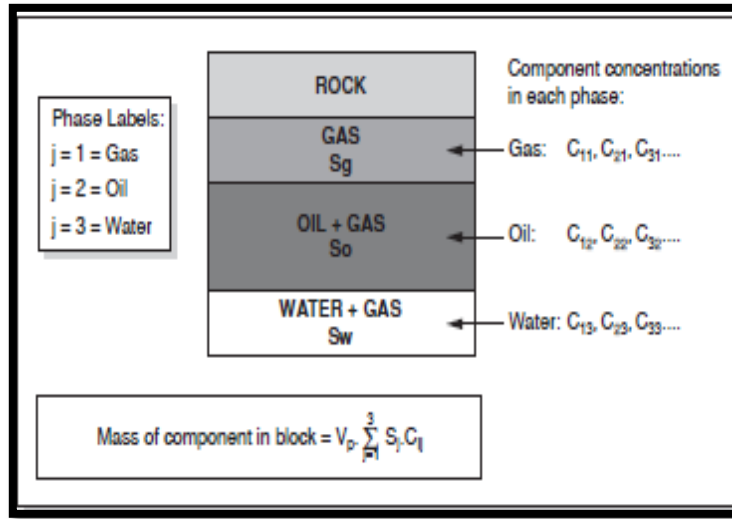 Phase Labels:
j = 1 = Gas
j = 2 = Oil
j = 3 = Water
ROCK
GAS
Sg
OIL + GAS
So
WATER + GAS
Sw
Component concentrations
in each phase:
Gas: C₁₁, C₂₁, C₃₁....
Oil: C₁₂, C₂₂, C₃₂....
Water: C₁₃, C₂₃, C₃₃....
Mass of component in block = Vₚ. ∑³ⱼ₌₁ Sⱼ.Cᵢⱼ